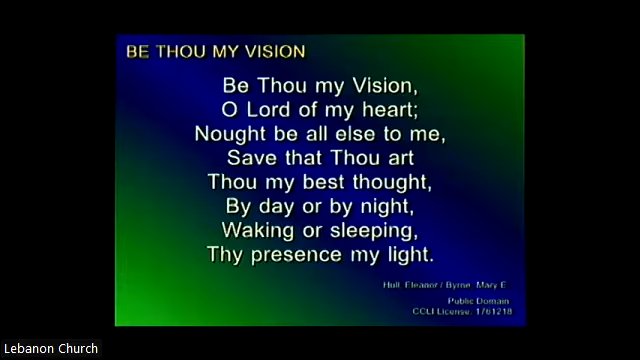 BE THOU MY VISION
Be Thou my Vision,
O Lord of my heart;
Nought be all else to me,
Save that Thou art
Thou my best thought,
By day or by night,
Waking or sleeping,
Thy presence my light.
Hull, Eleanor / Byrne, Mary E
Public Domain
CCLI License: 1761218
Lebanon Church